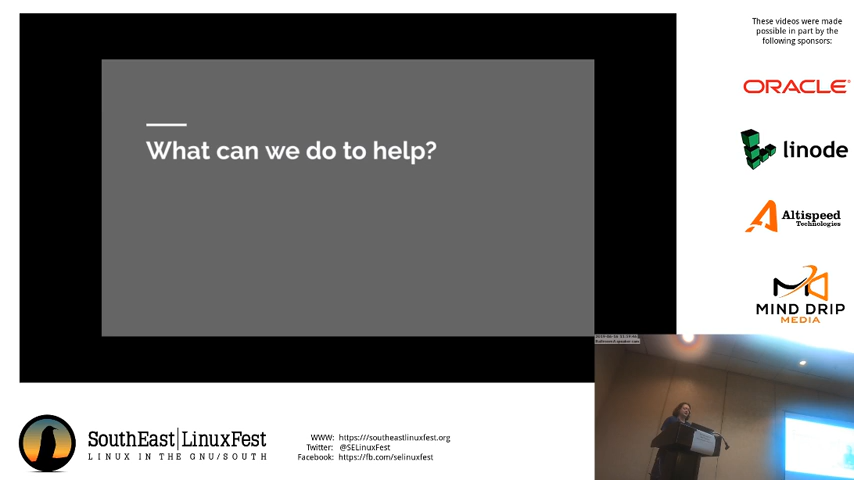 What can we do to help?
These videos were made
possible in part by the
following sponsors:
ORACLE
linode
Altispeed
Technologies
MIND DRIP
MEDIA
SouthEast LinuxFest
LINUX IN THE GNU/SOUTH
WWW: https:///southeastlinuxfest.org
Twitter: @SELinuxFest
Facebook: https://fb.com/selinuxfest